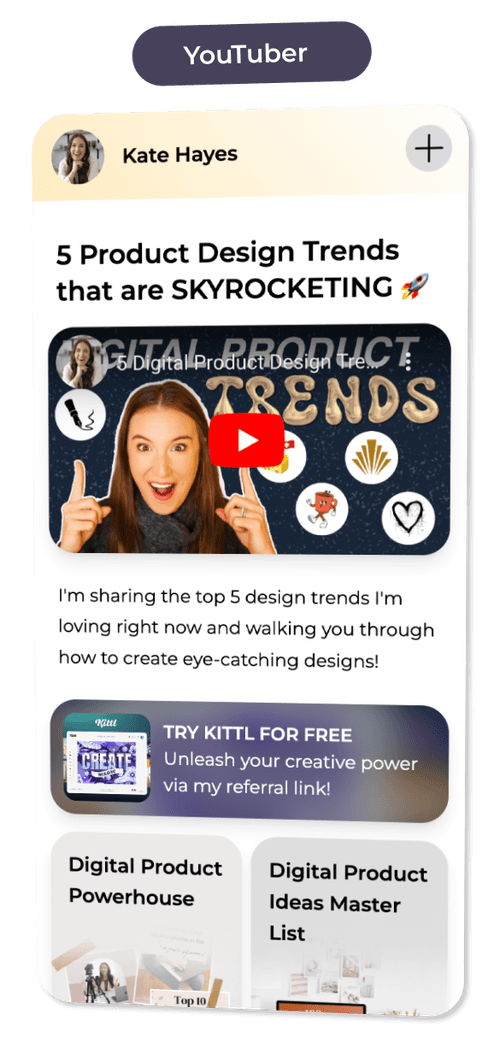 YouTuber
Kate Hayes
5 Product Design Trends
that are SKYROCKETING 🚀
DIGITAL PRODUCT
5 Digital Product Design Tre...
TRENDS
I'm sharing the top 5 design trends I'm
loving right now and walking you through
how to create eye-catching designs!
Kittl
CREATE
TRY KITTL FOR FREE
Unleash your creative power
via my referral link!
Digital Product
Powerhouse
Digital Product
Ideas Master
List
Top 10